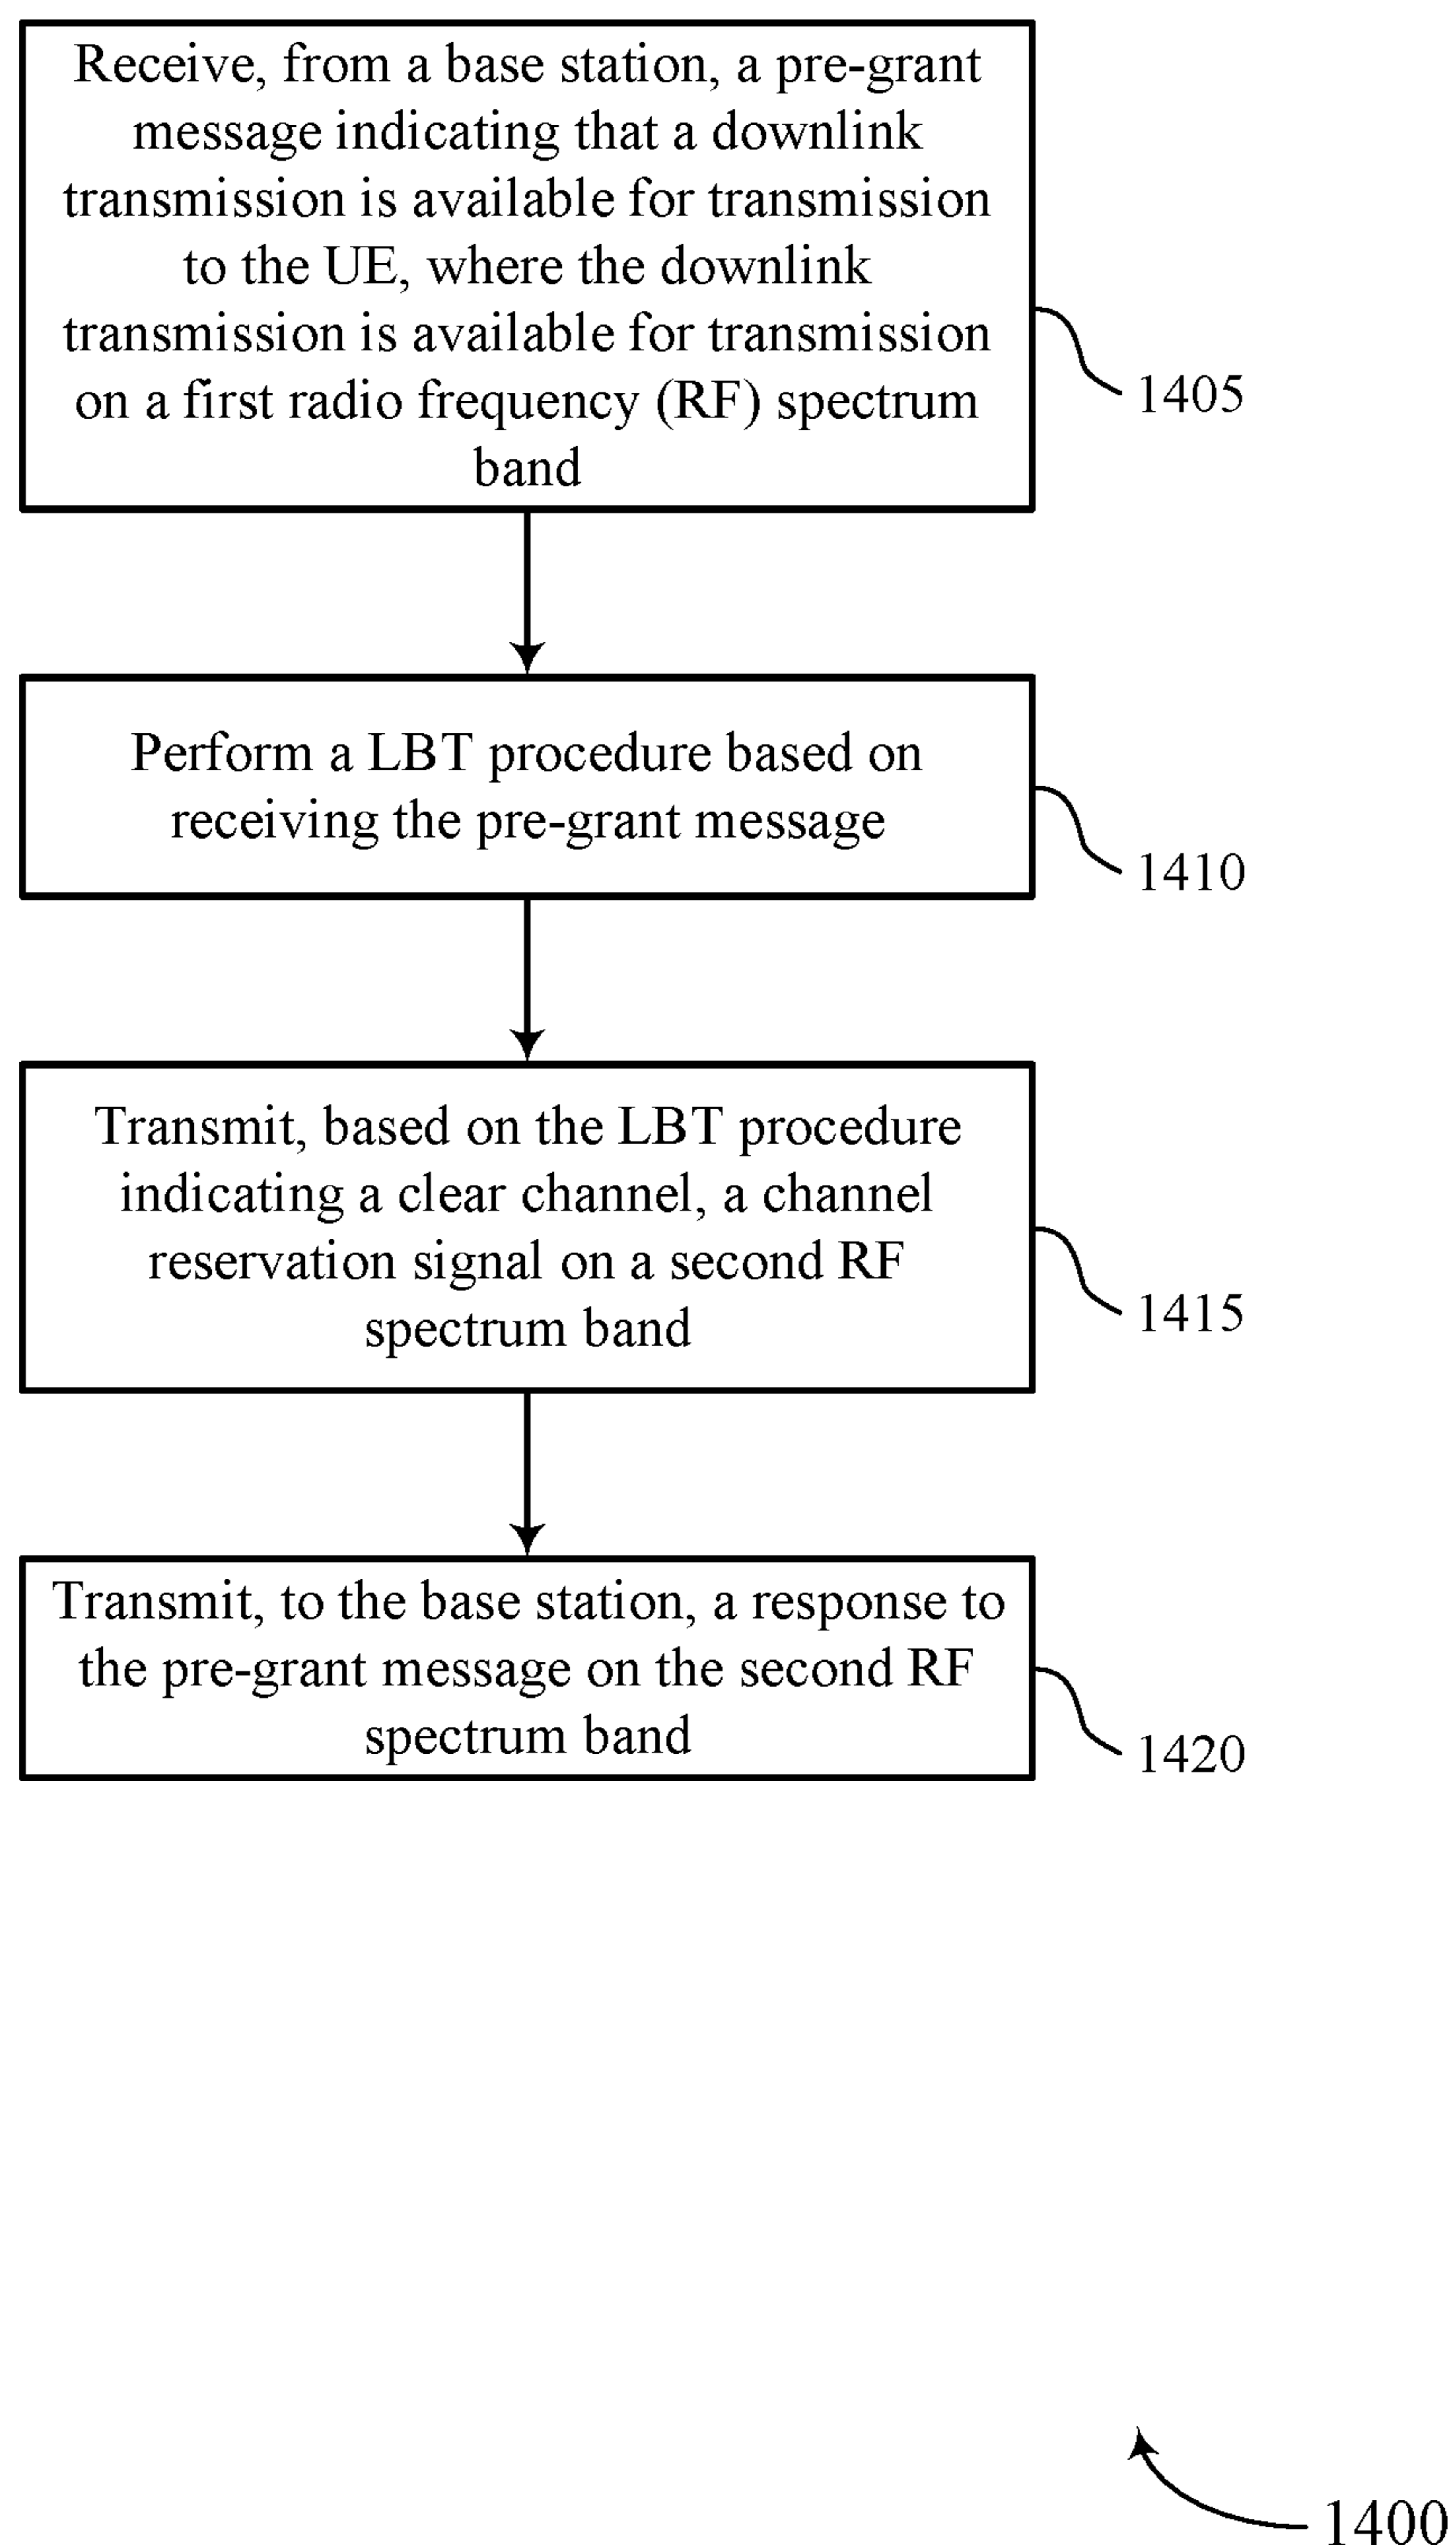 Receive, from a base station, a pre-grant
message indicating that a downlink
transmission is available for transmission
to the UE, where the downlink
transmission is available for transmission
on a first radio frequency (RF) spectrum
band
1405
Perform a LBT procedure based on
receiving the pre-grant message
1410
Transmit, based on the LBT procedure
indicating a clear channel, a channel
reservation signal on a second RF
spectrum band
1415
Transmit, to the base station, a response to
the pre-grant message on the second RF
spectrum band
1420
1400